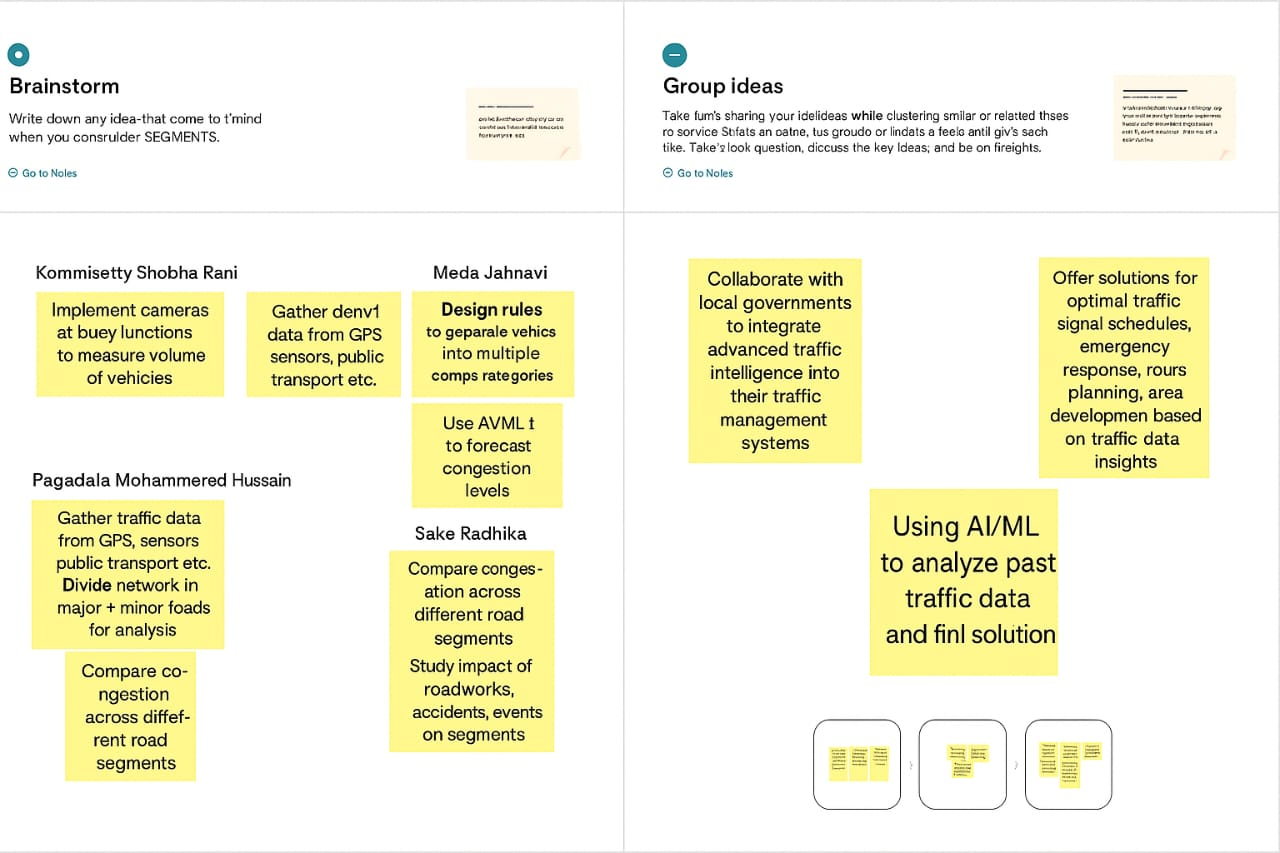 Brainstorm
Write down any idea-that come to t'mind
when you consrulder SEGMENTS.
Go to Noles
Group ideas
Take fum's sharing your idelideas while clustering smilar or relatted thses
ro sorvice Stıfats an oatne, tus groudo or lindats a feelo antil giv's sach
tike. Take's look question, dizcuss the key Ideas; and be on fireights.
Go to Noles
Kommisetty Shobha Rani
Implement cameras
at buey lunctions
to measure volume
of vehicies
Gather denv1
data from GPS
sensors, public
transport etc.
Meda Jahnavi
Design rules
to geparale vehics
into multiple
comps rategories
Use AVML t
to forecast
congestion
levels
Pagadala Mohammered Hussain
Gather traffic data
from GPS, sensors
public transport etc.
Divide network in
major + minor foads
for analysis
Compare co-
ngestion
across diffef-
rent road
segments
Sake Radhika
Compare conges-
ation across
different road
segments
Study impact of
roadworks,
accidents, events
on segments
Collaborate with
local governments
to integrate
advanced traffic
intelligence into
their traffic
management
systems
Offer solutions for
optimal traffic
signal schedules,
emergency
response, rours
planning, area
developmen based
on traffic data
insights
Using AI/ML
to analyze past
traffic data
and finl solution